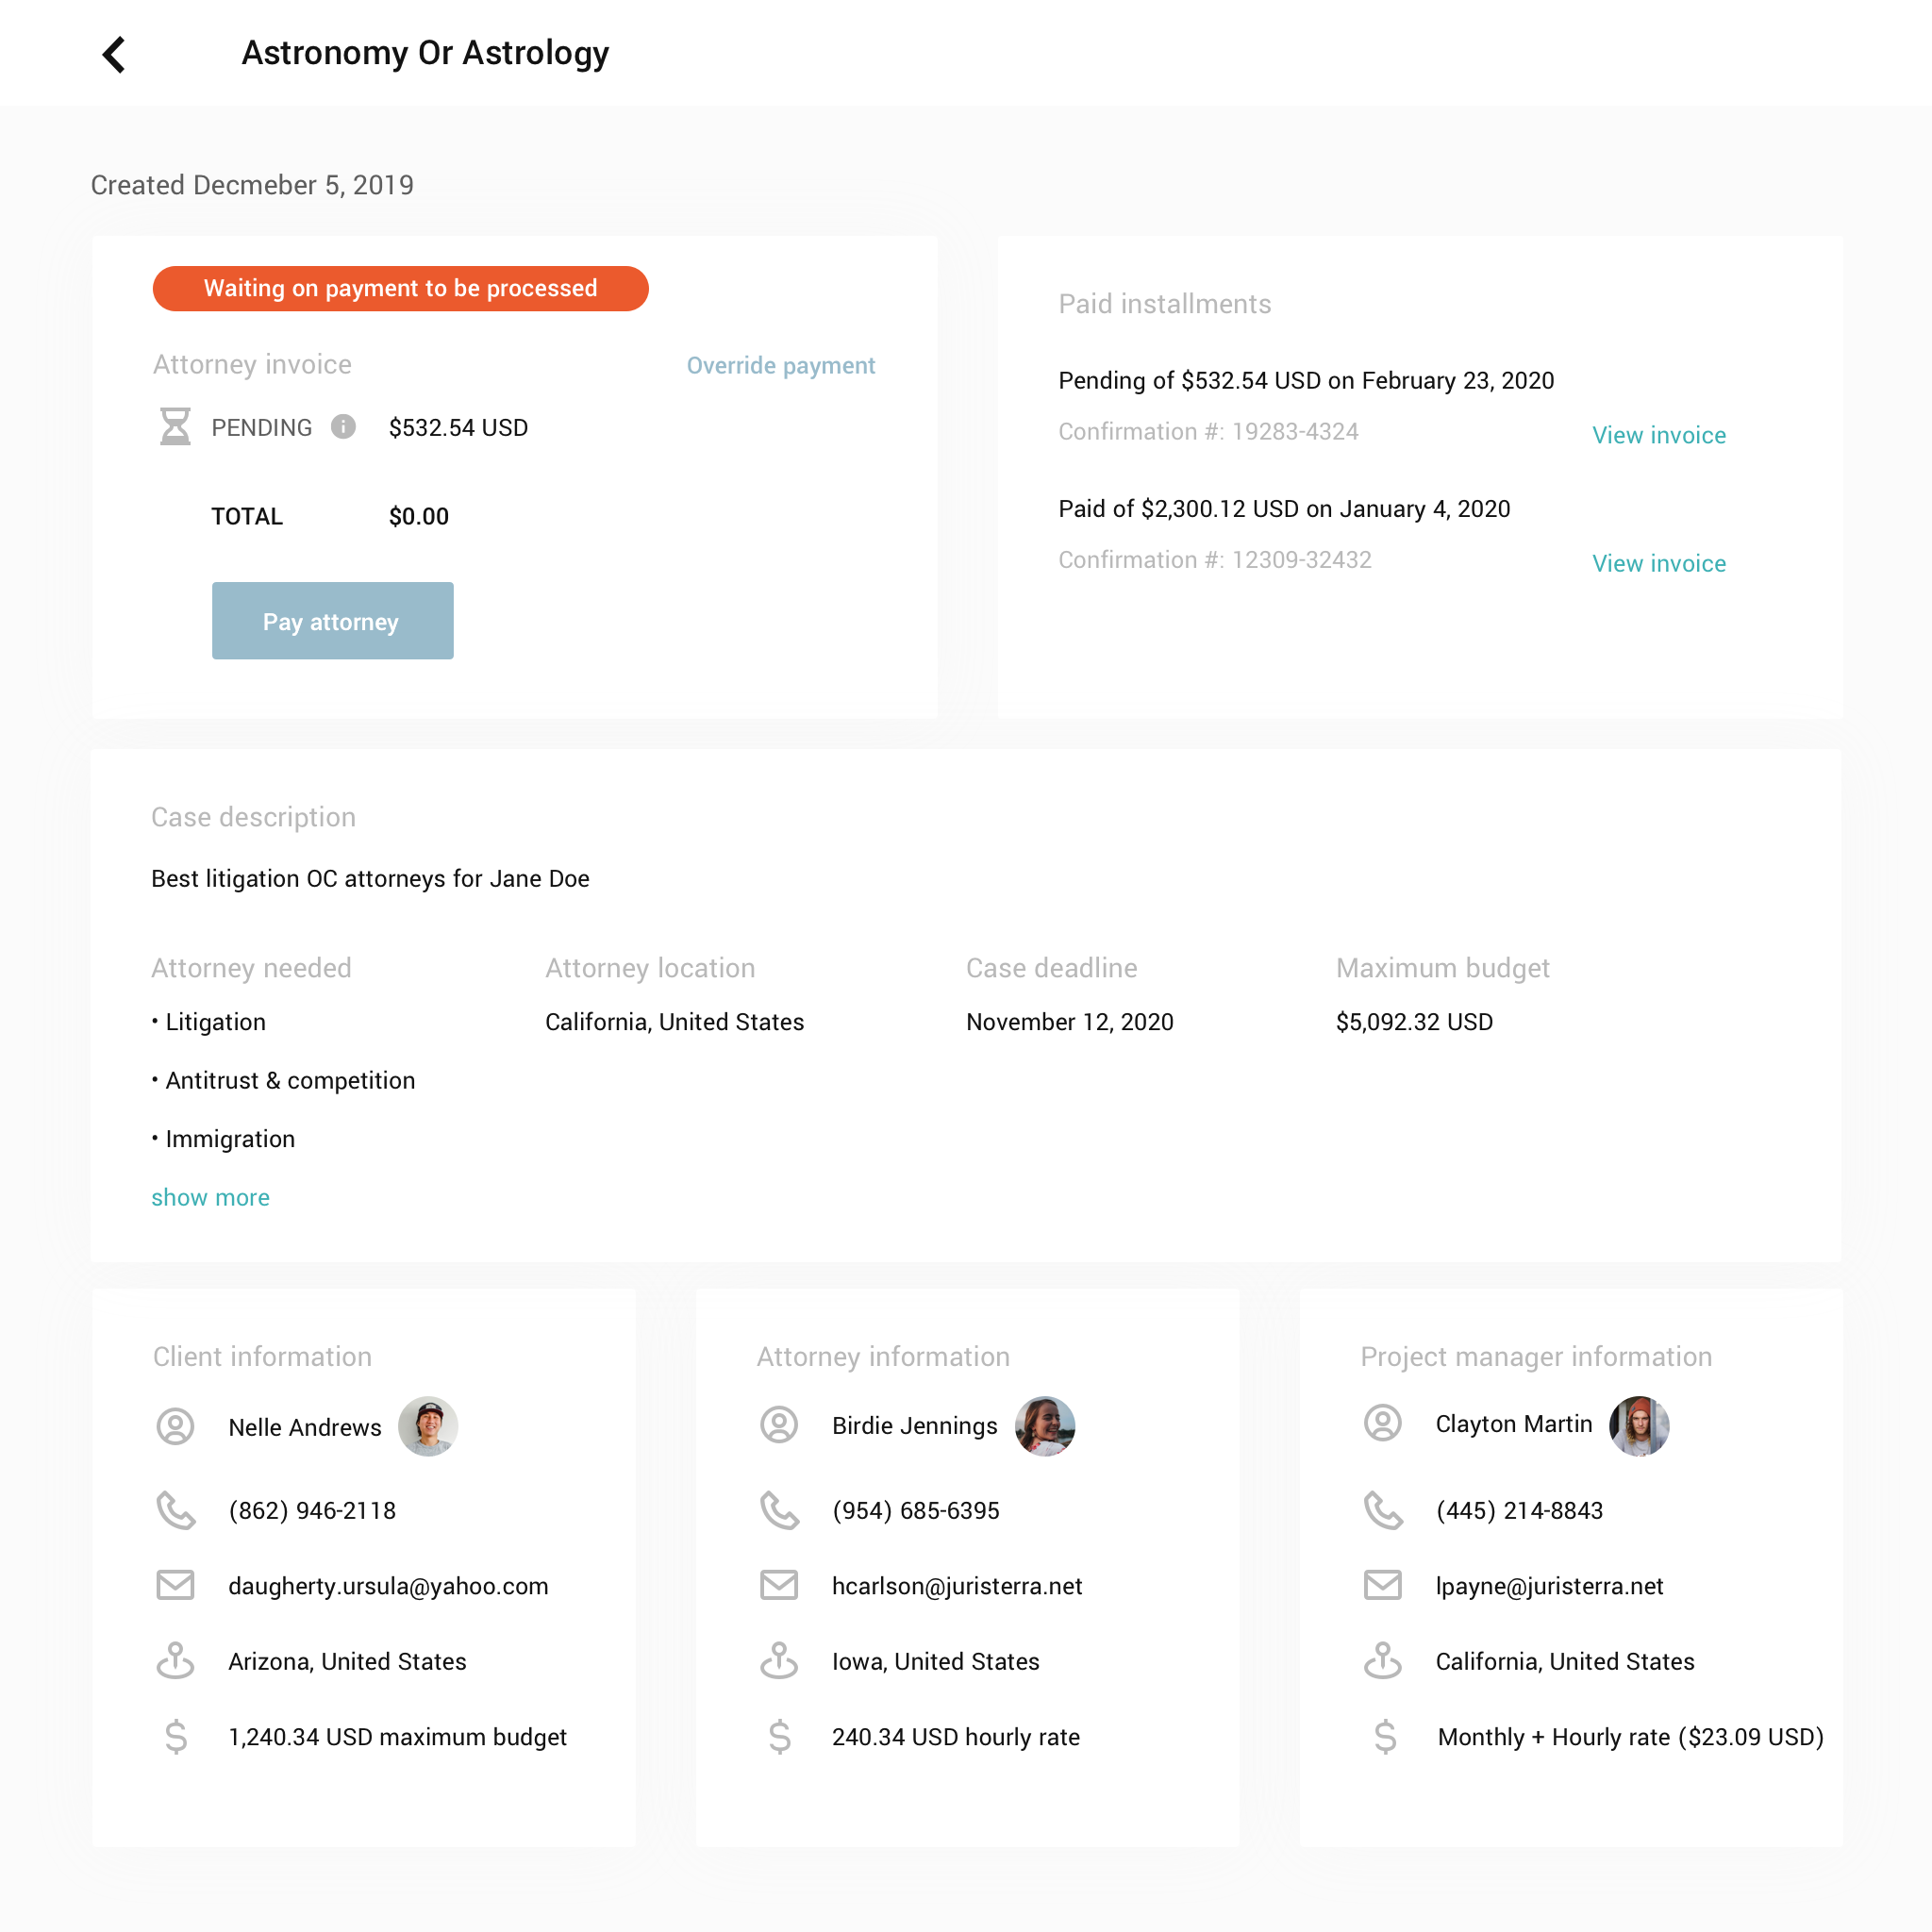 Astronomy Or Astrology
Created Decmeber 5, 2019
Waiting on payment to be processed
Attorney invoice
Override payment
PENDING $532.54 USD
TOTAL $0.00
Pay attorney
Paid installments
Pending of $532.54 USD on February 23, 2020
Confirmation #: 19283-4324
View invoice
Paid of $2,300.12 USD on January 4, 2020
Confirmation #: 12309-32432
View invoice
Case description
Best litigation OC attorneys for Jane Doe
Attorney needed
• Litigation
• Antitrust & competition
• Immigration
show more
Attorney location
California, United States
Case deadline
November 12, 2020
Maximum budget
$5,092.32 USD
Client information
Nelle Andrews
(862) 946-2118
daugherty.ursula@yahoo.com
Arizona, United States
$ 1,240.34 USD maximum budget
Attorney information
Birdie Jennings
(954) 685-6395
hcarlson@juristerra.net
Iowa, United States
$ 240.34 USD hourly rate
Project manager information
Clayton Martin
(445) 214-8843
lpayne@juristerra.net
California, United States
$ Monthly + Hourly rate ($23.09 USD)